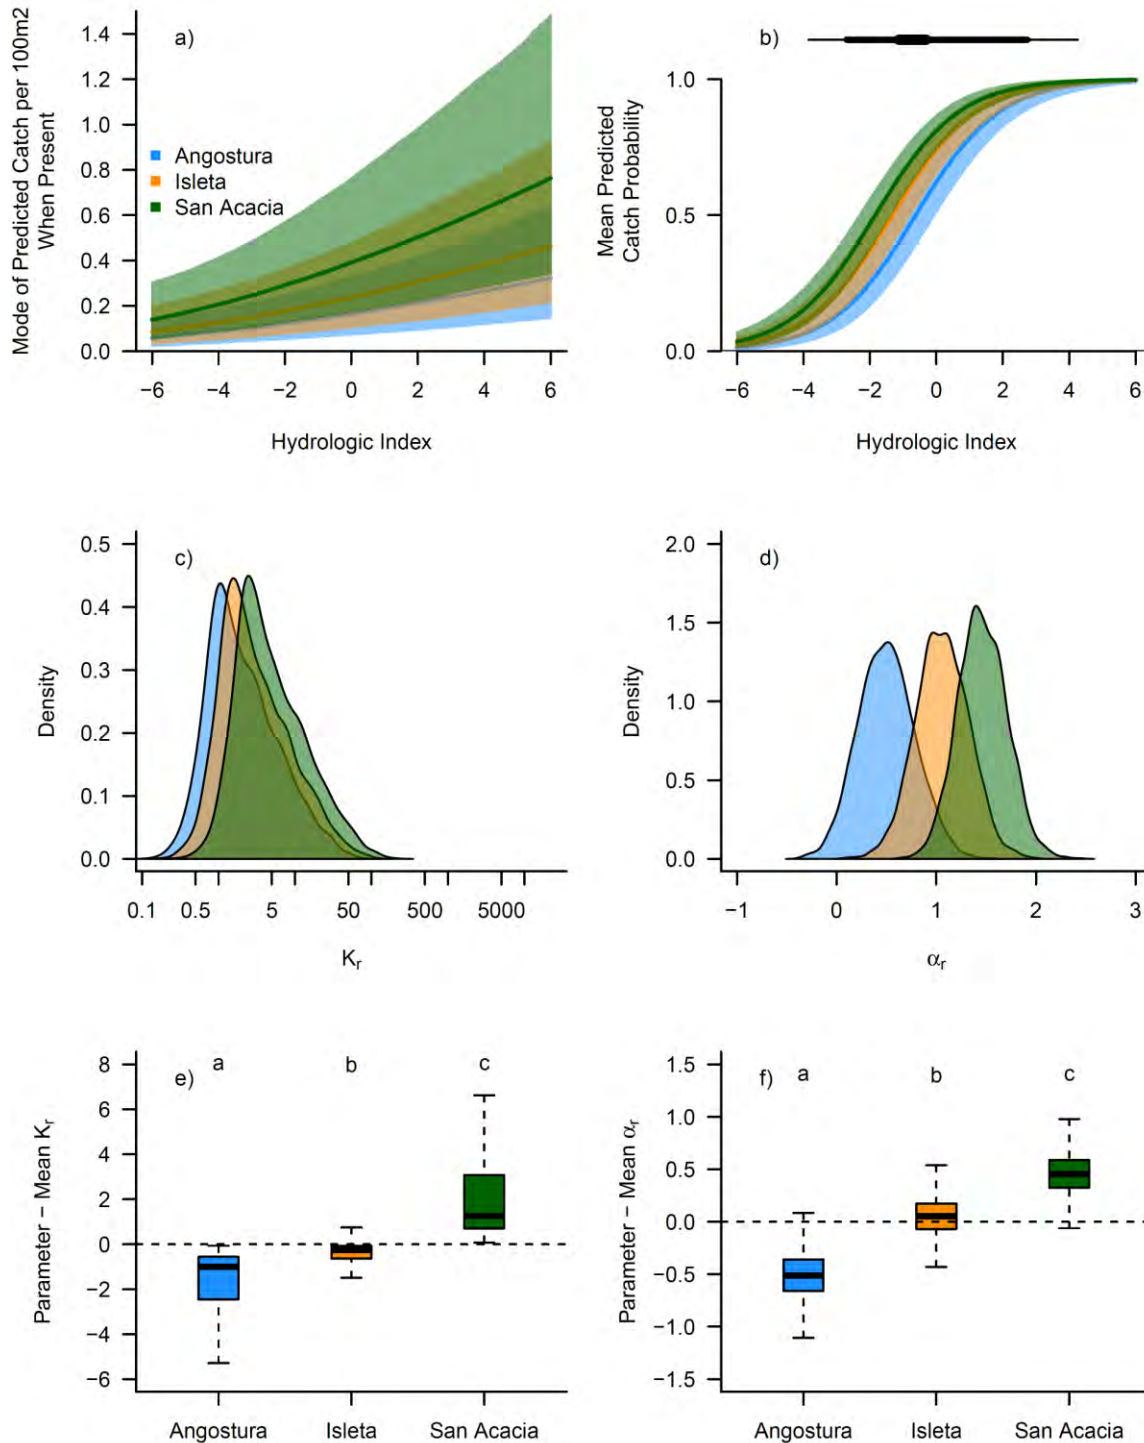 a)
Mode of Predicted Catch per 100m2
When Present
1.4
1.2
1.0
0.8
0.6
0.4
0.2
0.0
Angostura
Isleta
San Acacia
−6 −4 −2 0 2 4 6
Hydrologic Index
b)
Mean Predicted
Catch Probability
1.0
0.5
0.0
−6 −4 −2 0 2 4 6
Hydrologic Index
c)
Density
0.5
0.4
0.3
0.2
0.1
0.0
0.1 0.5 5 50 500 5000
Kr
d)
Density
2.0
1.5
1.0
0.5
0.0
−1 0 1 2 3
αr
e)
Parameter − Mean Kr
8
6
4
2
0
−2
−4
−6
a b c
Angostura Isleta San Acacia
f)
Parameter − Mean αr
1.5
1.0
0.5
0.0
−0.5
−1.0
−1.5
a b c
Angostura Isleta San Acacia